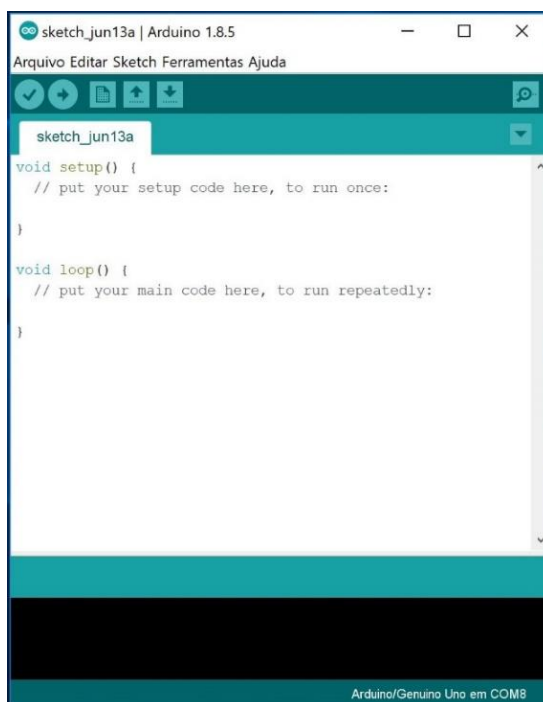 sketch_jun13a | Arduino 1.8.5
Arquivo Editar Sketch Ferramentas Ajuda
sketch_jun13a
void setup() {
// put your setup code here, to run once:
}
void loop() {
// put your main code here, to run repeatedly:
}
Arduino/Genuino Uno em COM8